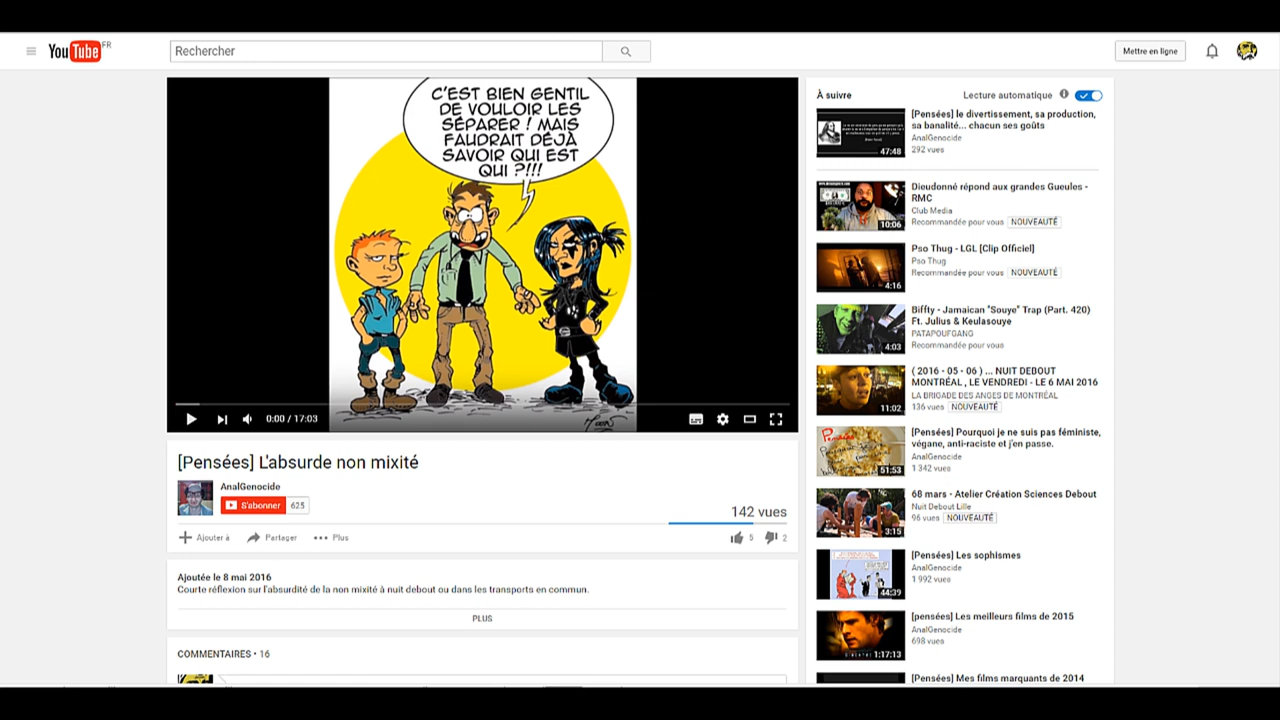 YouTube FR
Rechercher
Mettre en ligne
C'EST BIEN GENTIL
DE VOULOIR LES
SÉPARER ! MAIS
FAUDRAIT DÉJÀ
SAVOIR QUI EST
QUI ?!!!
0:00 / 17:03
[Pensées] L'absurde non mixité
AnalGenocide
S'abonner 625
142 vues
Ajouter à Partager Plus
5 2
Ajoutée le 8 mai 2016
Courte réflexion sur l'absurdité de la non mixité à nuit debout ou dans les transports en commun.
PLUS
COMMENTAIRES • 16
À suivre
Lecture automatique
47:48
[Pensées] le divertissement, sa production,
sa banalité... chacun ses goûts
AnalGenocide
292 vues
10:06
Dieudonné répond aux grandes Gueules -
RMC
Club Media
Recommandée pour vous NOUVEAUTÉ
4:16
Pso Thug - LGL [Clip Officiel]
Pso Thug
Recommandée pour vous NOUVEAUTÉ
4:03
Biffty - Jamaican "Souye" Trap (Part. 420)
Ft. Julius & Keulasouye
PATAPOUFGANG
Recommandée pour vous
11:02
( 2016 - 05 - 06 ) ... NUIT DEBOUT
MONTRÉAL , LE VENDREDI - LE 6 MAI 2016
LA BRIGADE DES ANGES DE MONTRÉAL
136 vues NOUVEAUTÉ
51:53
[Pensées] Pourquoi je ne suis pas féministe,
végane, anti-raciste et j'en passe.
AnalGenocide
1 342 vues
3:15
68 mars - Atelier Création Sciences Debout
Nuit Debout Lille
96 vues NOUVEAUTÉ
44:39
[Pensées] Les sophismes
AnalGenocide
1 992 vues
1:17:13
[pensées] Les meilleurs films de 2015
AnalGenocide
698 vues
[Pensées] Mes films marquants de 2014